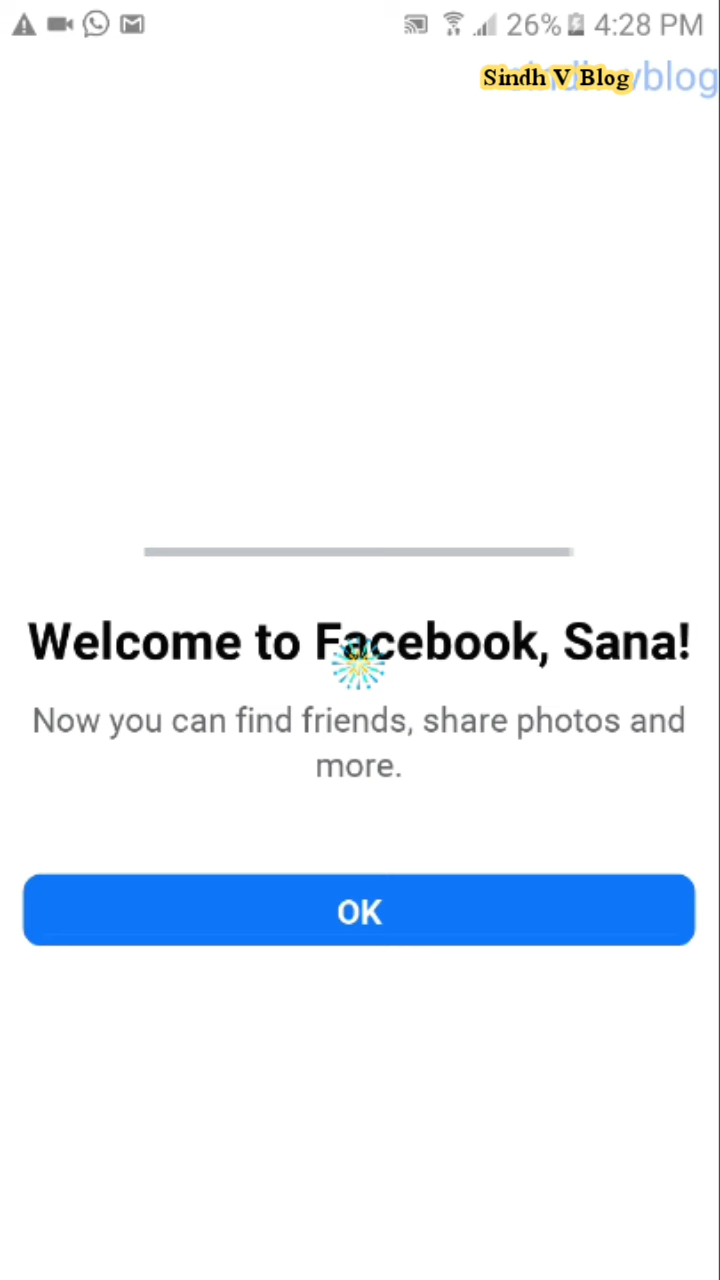 26% 4:28 PM
Sindh V Blog
vblog
Welcome to Facebook, Sana!
Now you can find friends, share photos and
more.
OK